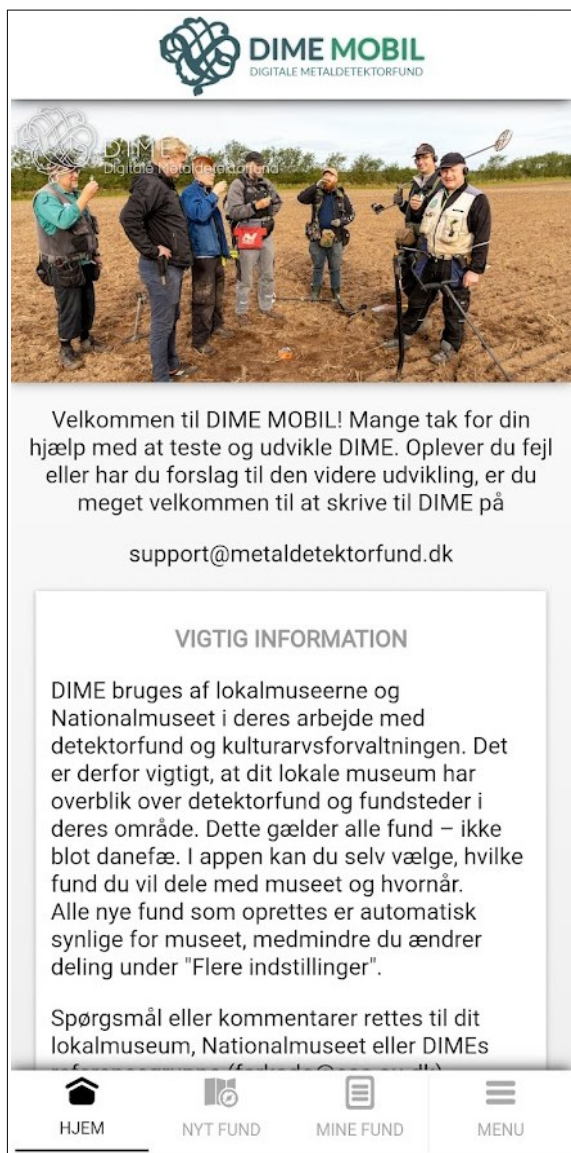 DIME MOBIL
DIGITALE METALDETEKTORFUND
DIME
Digitale Metaldetektorfund
Velkommen til DIME MOBIL! Mange tak for din
hjælp med at teste og udvikle DIME. Oplever du fejl
eller har du forslag til den videre udvikling, er du
meget velkommen til at skrive til DIME på
support@metaldetektorfund.dk
VIGTIG INFORMATION
DIME bruges af lokalmuseerne og
Nationalmuseet i deres arbejde med
detektorfund og kulturarvsforvaltningen. Det
er derfor vigtigt, at dit lokale museum har
overblik over detektorfund og fundsteder i
deres område. Dette gælder alle fund – ikke
blot danefæ. I appen kan du selv vælge, hvilke
fund du vil dele med museet og hvornår.
Alle nye fund som oprettes er automatisk
synlige for museet, medmindre du ændrer
deling under "Flere indstillinger".
Spørgsmål eller kommentarer rettes til dit
lokalmuseum, Nationalmuseet eller DIMEs
HJEM
NYT FUND
MINE FUND
MENU